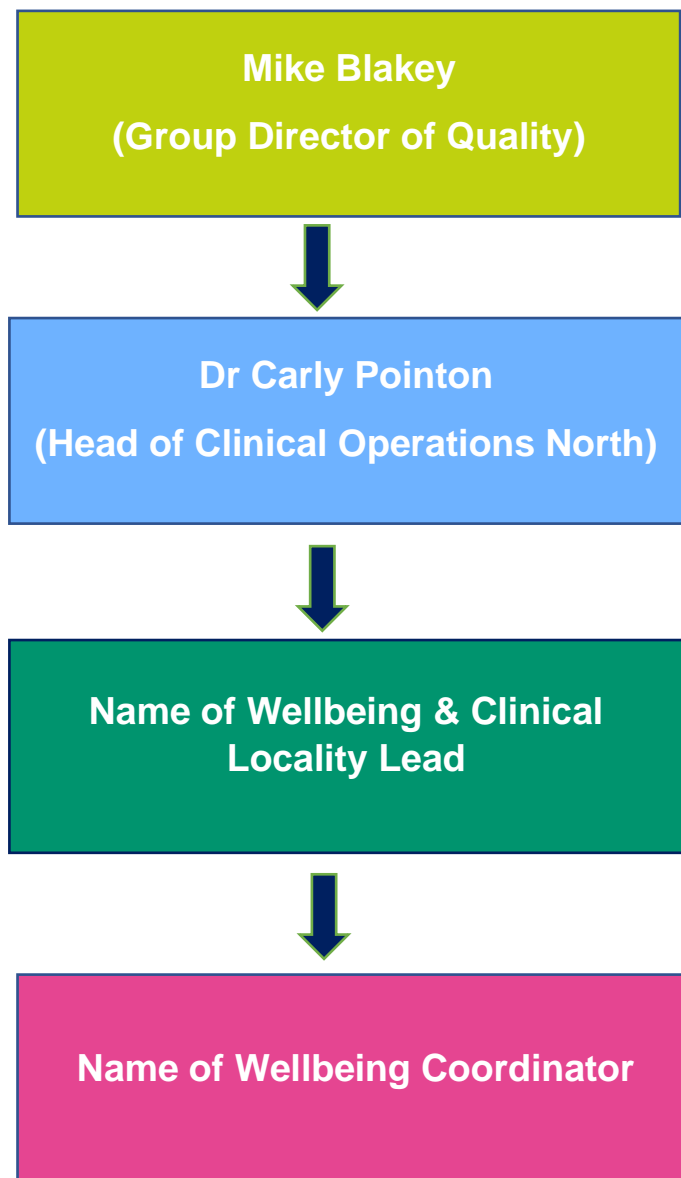 Mike Blakey
(Group Director of Quality)
Dr Carly Pointon
(Head of Clinical Operations North)
Name of Wellbeing & Clinical
Locality Lead
Name of Wellbeing Coordinator